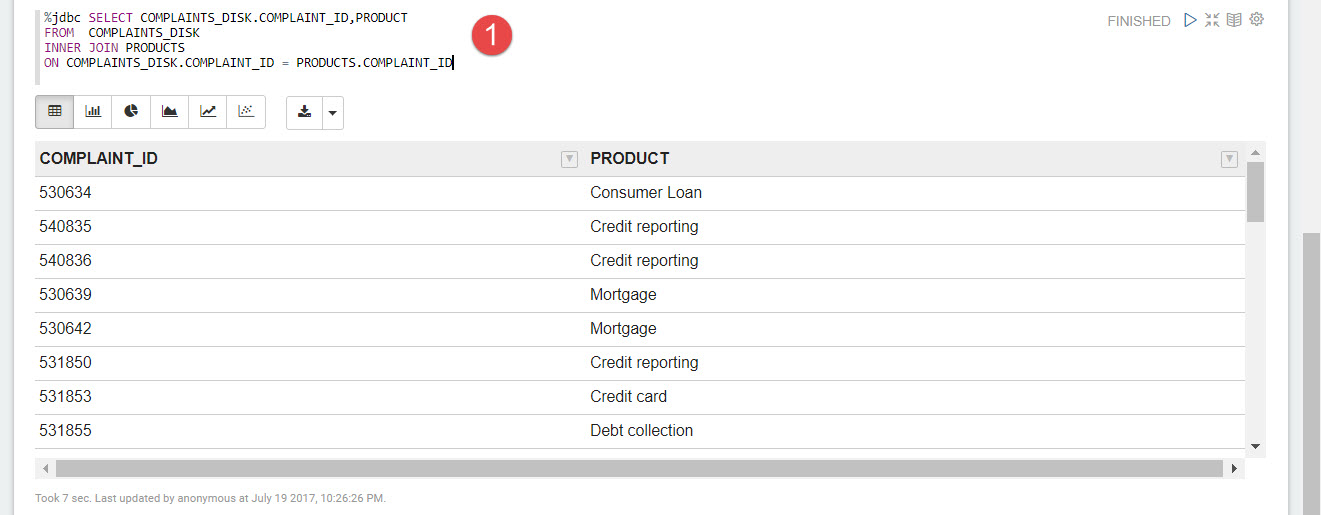 %jdbc SELECT COMPLAINTS_DISK.COMPLAINT_ID,PRODUCT
FROM  COMPLAINTS_DISK
INNER JOIN PRODUCTS
ON COMPLAINTS_DISK.COMPLAINT_ID = PRODUCTS.COMPLAINT_ID
1
FINISHED
COMPLAINT_ID PRODUCT
530634 Consumer Loan
540835 Credit reporting
540836 Credit reporting
530639 Mortgage
530642 Mortgage
531850 Credit reporting
531853 Credit card
531855 Debt collection
Took 7 sec. Last updated by anonymous at July 19 2017, 10:26:26 PM.